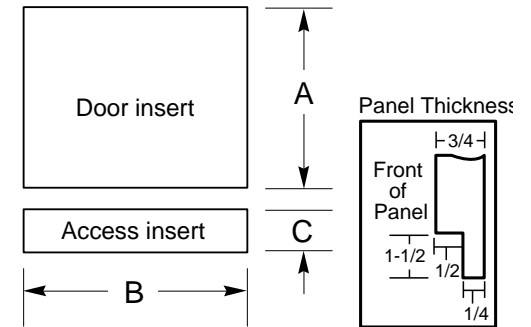 Door insert
A
Access insert
C
B
Panel Thickness
3/4
Front
of
Panel
1-1/2
1/2
1/4